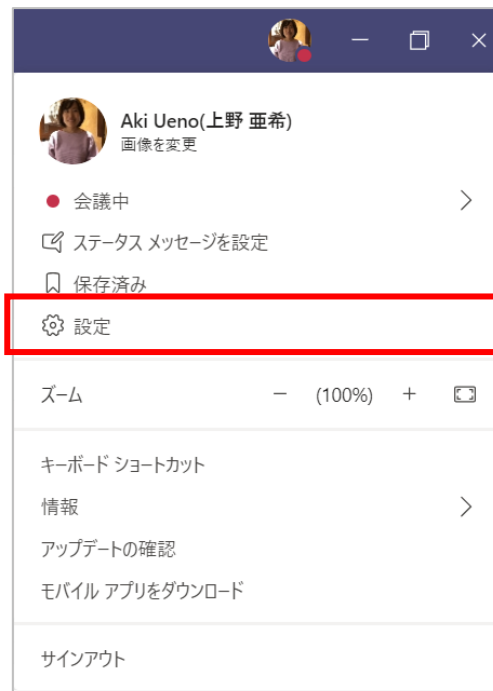 Aki Ueno(上野 亜希)
画像を変更
会議中
ステータス メッセージを設定
保存済み
設定
ズーム － (100%) ＋
キーボード ショートカット
情報
アップデートの確認
モバイル アプリをダウンロード
サインアウト